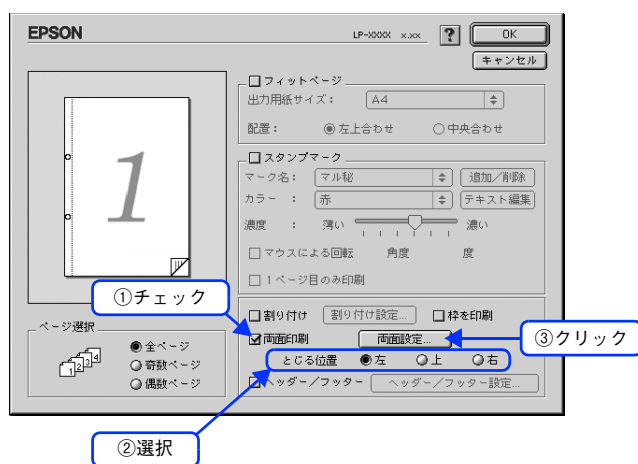 EPSON
LP-XXXX x.xx
?
OK
キャンセル
フィットページ
出力用紙サイズ： A4
配置： 左上合わせ 中央合わせ
スタンプマーク
マーク名： マル秘 追加／削除
カラー ： 赤 テキスト編集
濃度 ： 薄い 濃い
マウスによる回転 角度 度
1ページ目のみ印刷
1
①チェック
割り付け 割り付け設定... 枠を印刷
両面印刷 両面設定...
③クリック
とじる位置 左 上 右
ヘッダー／フッター ヘッダー／フッター設定...
ページ選択
1 2 3 4
全ページ
奇数ページ
偶数ページ
②選択